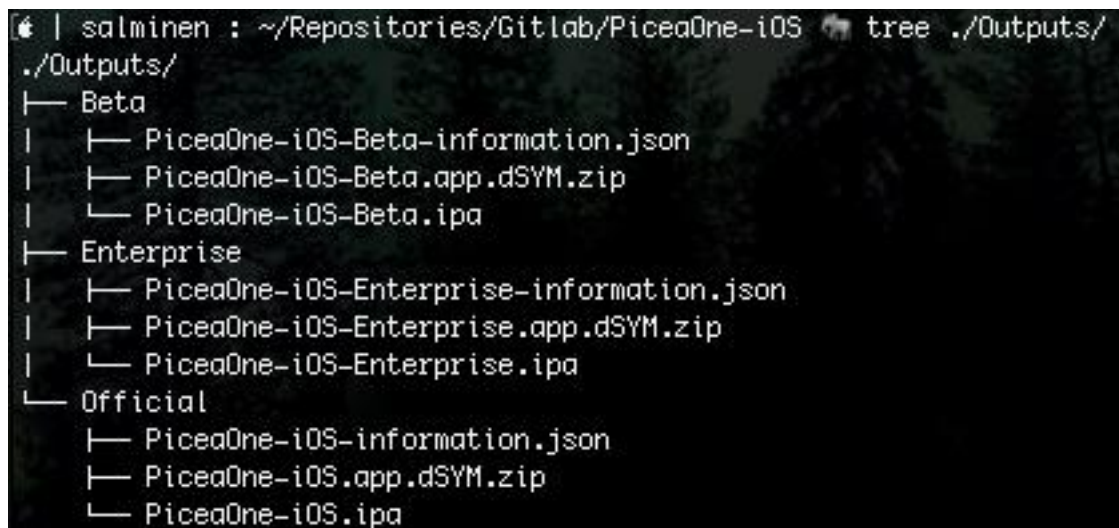 | salminen : ~/Repositories/Gitlab/PiceaOne-iOS tree ./Outputs/
./Outputs/
├── Beta
│   ├── PiceaOne-iOS-Beta-information.json
│   ├── PiceaOne-iOS-Beta.app.dSYM.zip
│   └── PiceaOne-iOS-Beta.ipa
├── Enterprise
│   ├── PiceaOne-iOS-Enterprise-information.json
│   ├── PiceaOne-iOS-Enterprise.app.dSYM.zip
│   └── PiceaOne-iOS-Enterprise.ipa
└── Official
    ├── PiceaOne-iOS-information.json
    ├── PiceaOne-iOS.app.dSYM.zip
    └── PiceaOne-iOS.ipa